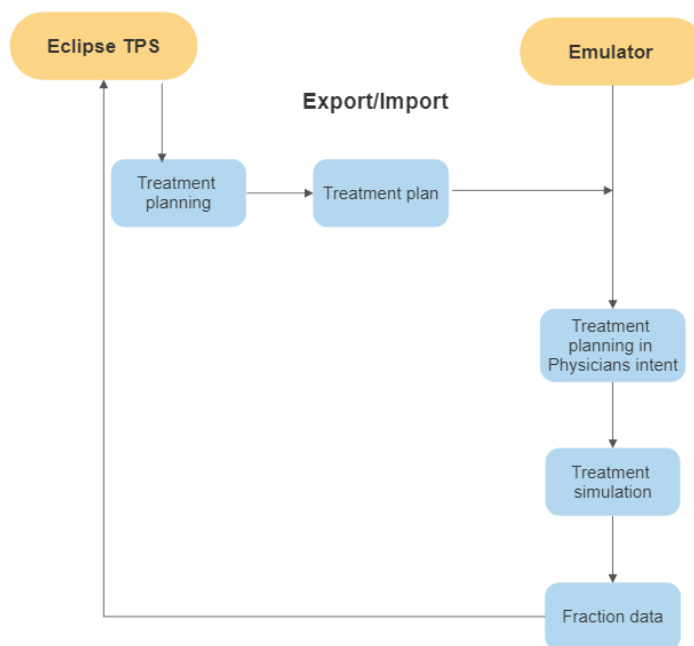 Eclipse TPS
Emulator
Export/Import
Treatment
planning
Treatment plan
Treatment
planning in
Physicians intent
Treatment
simulation
Fraction data